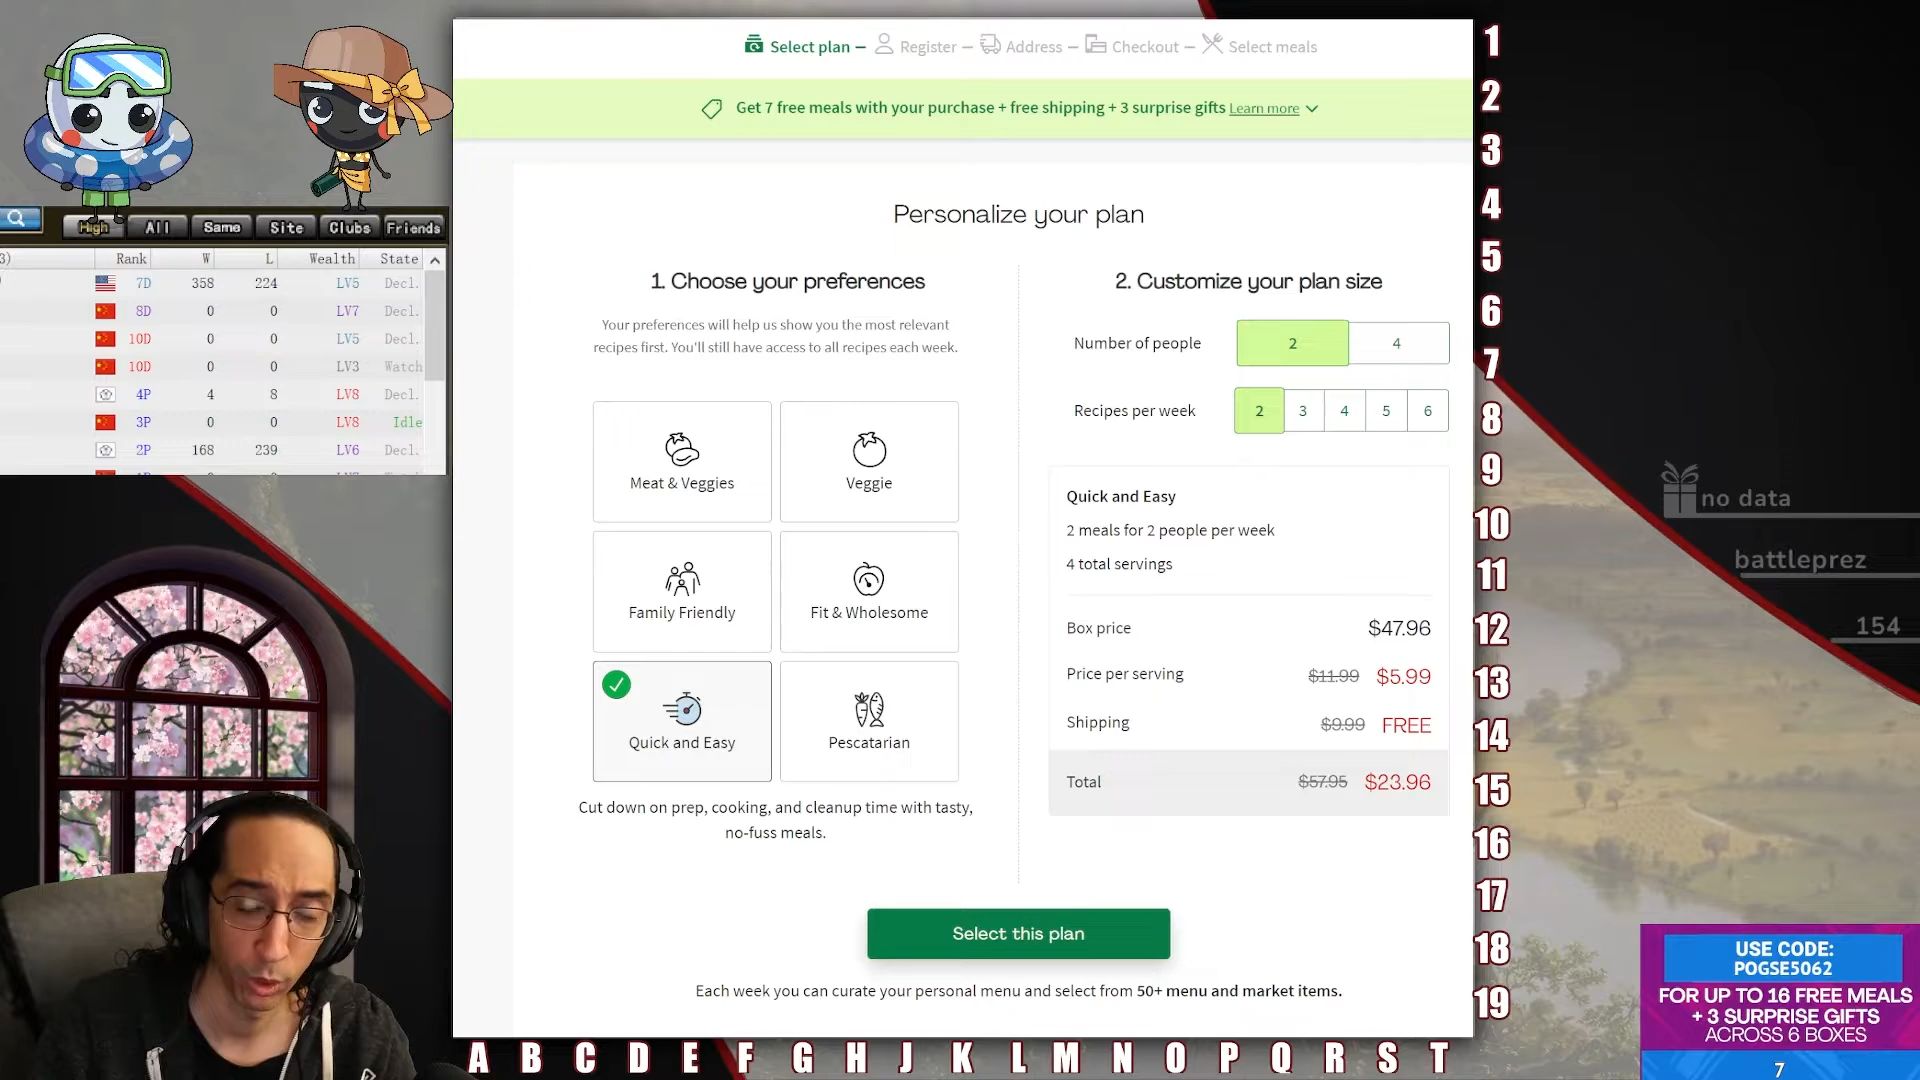 Select plan – Register – Address – Checkout – Select meals
Get 7 free meals with your purchase + free shipping + 3 surprise gifts Learn more
Personalize your plan
1. Choose your preferences
Your preferences will help us show you the most relevant
recipes first. You'll still have access to all recipes each week.
Meat & Veggies
Veggie
Family Friendly
Fit & Wholesome
Quick and Easy
Pescatarian
Cut down on prep, cooking, and cleanup time with tasty,
no-fuss meals.
2. Customize your plan size
Number of people 2 4
Recipes per week 2 3 4 5 6
Quick and Easy
2 meals for 2 people per week
4 total servings
Box price $47.96
Price per serving $11.99 $5.99
Shipping $9.99 FREE
Total $57.95 $23.96
Select this plan
Each week you can curate your personal menu and select from 50+ menu and market items.
High All Same Site Clubs Friends
3) Rank W L Wealth State
7D 358 224 LV5 Decl.
8D 0 0 LV7 Decl.
10D 0 0 LV5 Decl.
10D 0 0 LV3 Watch
4P 4 8 LV8 Decl.
3P 0 0 LV8 Idle
2P 168 239 LV6 Decl.
1
2
3
4
5
6
7
8
9
10
11
12
13
14
15
16
17
18
19
A B C D E F G H J K L M N O P Q R S T
no data
battleprez
154
USE CODE:
POGSE5062
FOR UP TO 16 FREE MEALS
+ 3 SURPRISE GIFTS
ACROSS 6 BOXES
7